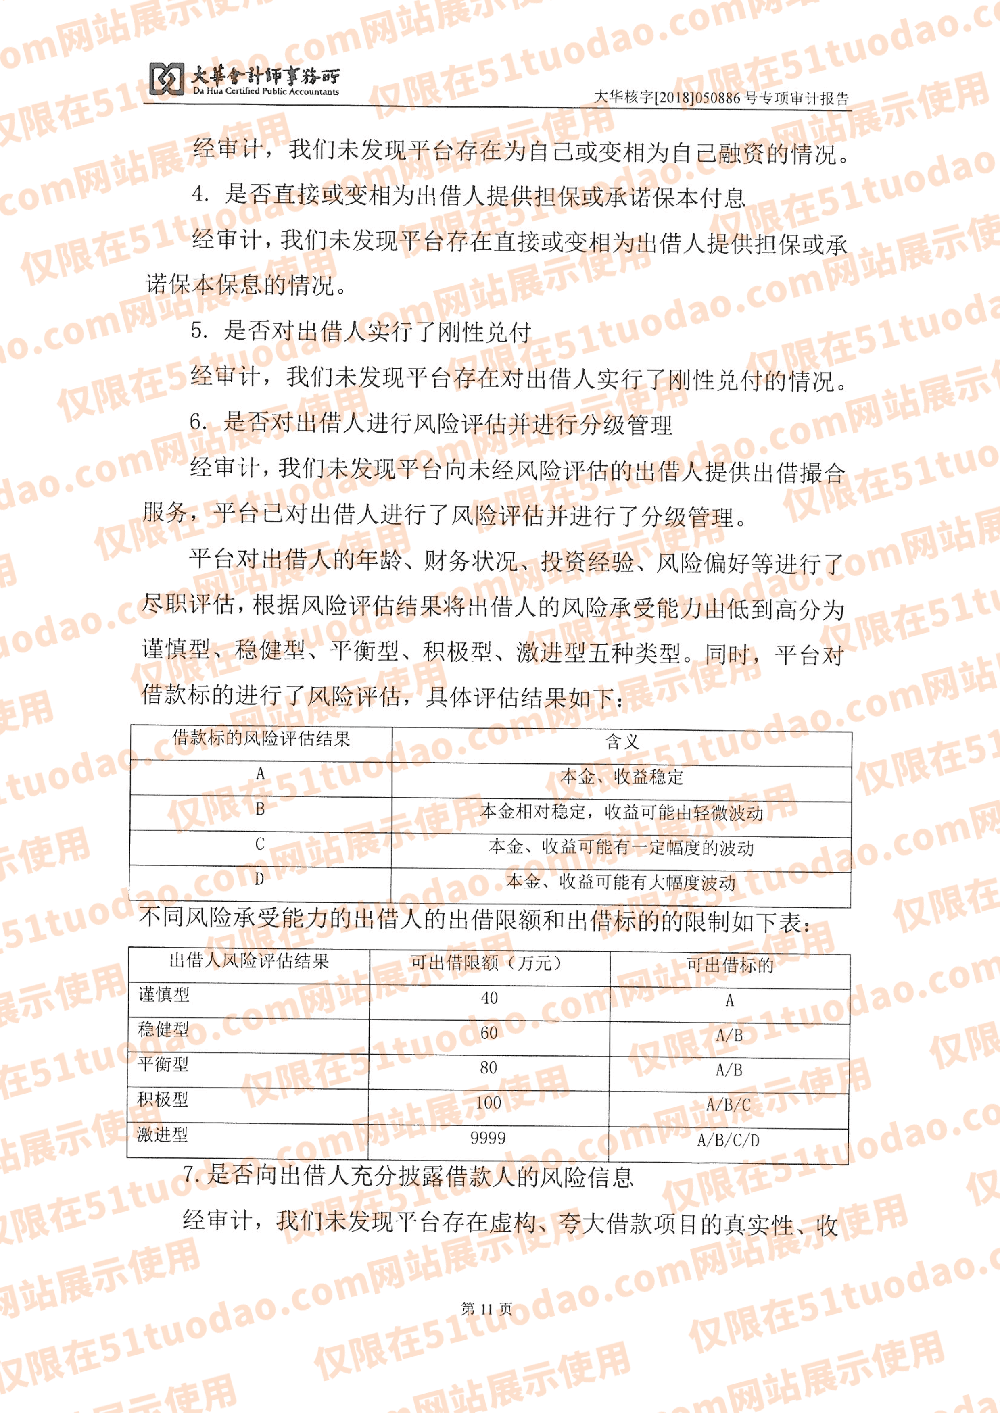 大华会计师事务所
Da Hua Certified Public Accountants
大华核字[2018]050886号专项审计报告
经审计，我们未发现平台存在为自己或变相为自己融资的情况。
4. 是否直接或变相为出借人提供担保或承诺保本付息
经审计，我们未发现平台存在直接或变相为出借人提供担保或承
诺保本保息的情况。
5. 是否对出借人实行了刚性兑付
经审计，我们未发现平台存在对出借人实行了刚性兑付的情况。
6. 是否对出借人进行风险评估并进行分级管理
经审计，我们未发现平台向未经风险评估的出借人提供出借撮合
服务，平台已对出借人进行了风险评估并进行了分级管理。
平台对出借人的年龄、财务状况、投资经验、风险偏好等进行了
尽职评估，根据风险评估结果将出借人的风险承受能力由低到高分为
谨慎型、稳健型、平衡型、积极型、激进型五种类型。同时，平台对
借款标的进行了风险评估，具体评估结果如下：
借款标的风险评估结果 含义
A 本金、收益稳定
B 本金相对稳定，收益可能由轻微波动
C 本金、收益可能有一定幅度的波动
D 本金、收益可能有大幅度波动
不同风险承受能力的出借人的出借限额和出借标的的限制如下表：
出借人风险评估结果 可出借限额（万元） 可出借标的
谨慎型 40 A
稳健型 60 A/B
平衡型 80 A/B
积极型 100 A/B/C
激进型 9999 A/B/C/D
7. 是否向出借人充分披露借款人的风险信息
经审计，我们未发现平台存在虚构、夸大借款项目的真实性、收
第 11 页
仅限在51tuodao.com网站展示使用